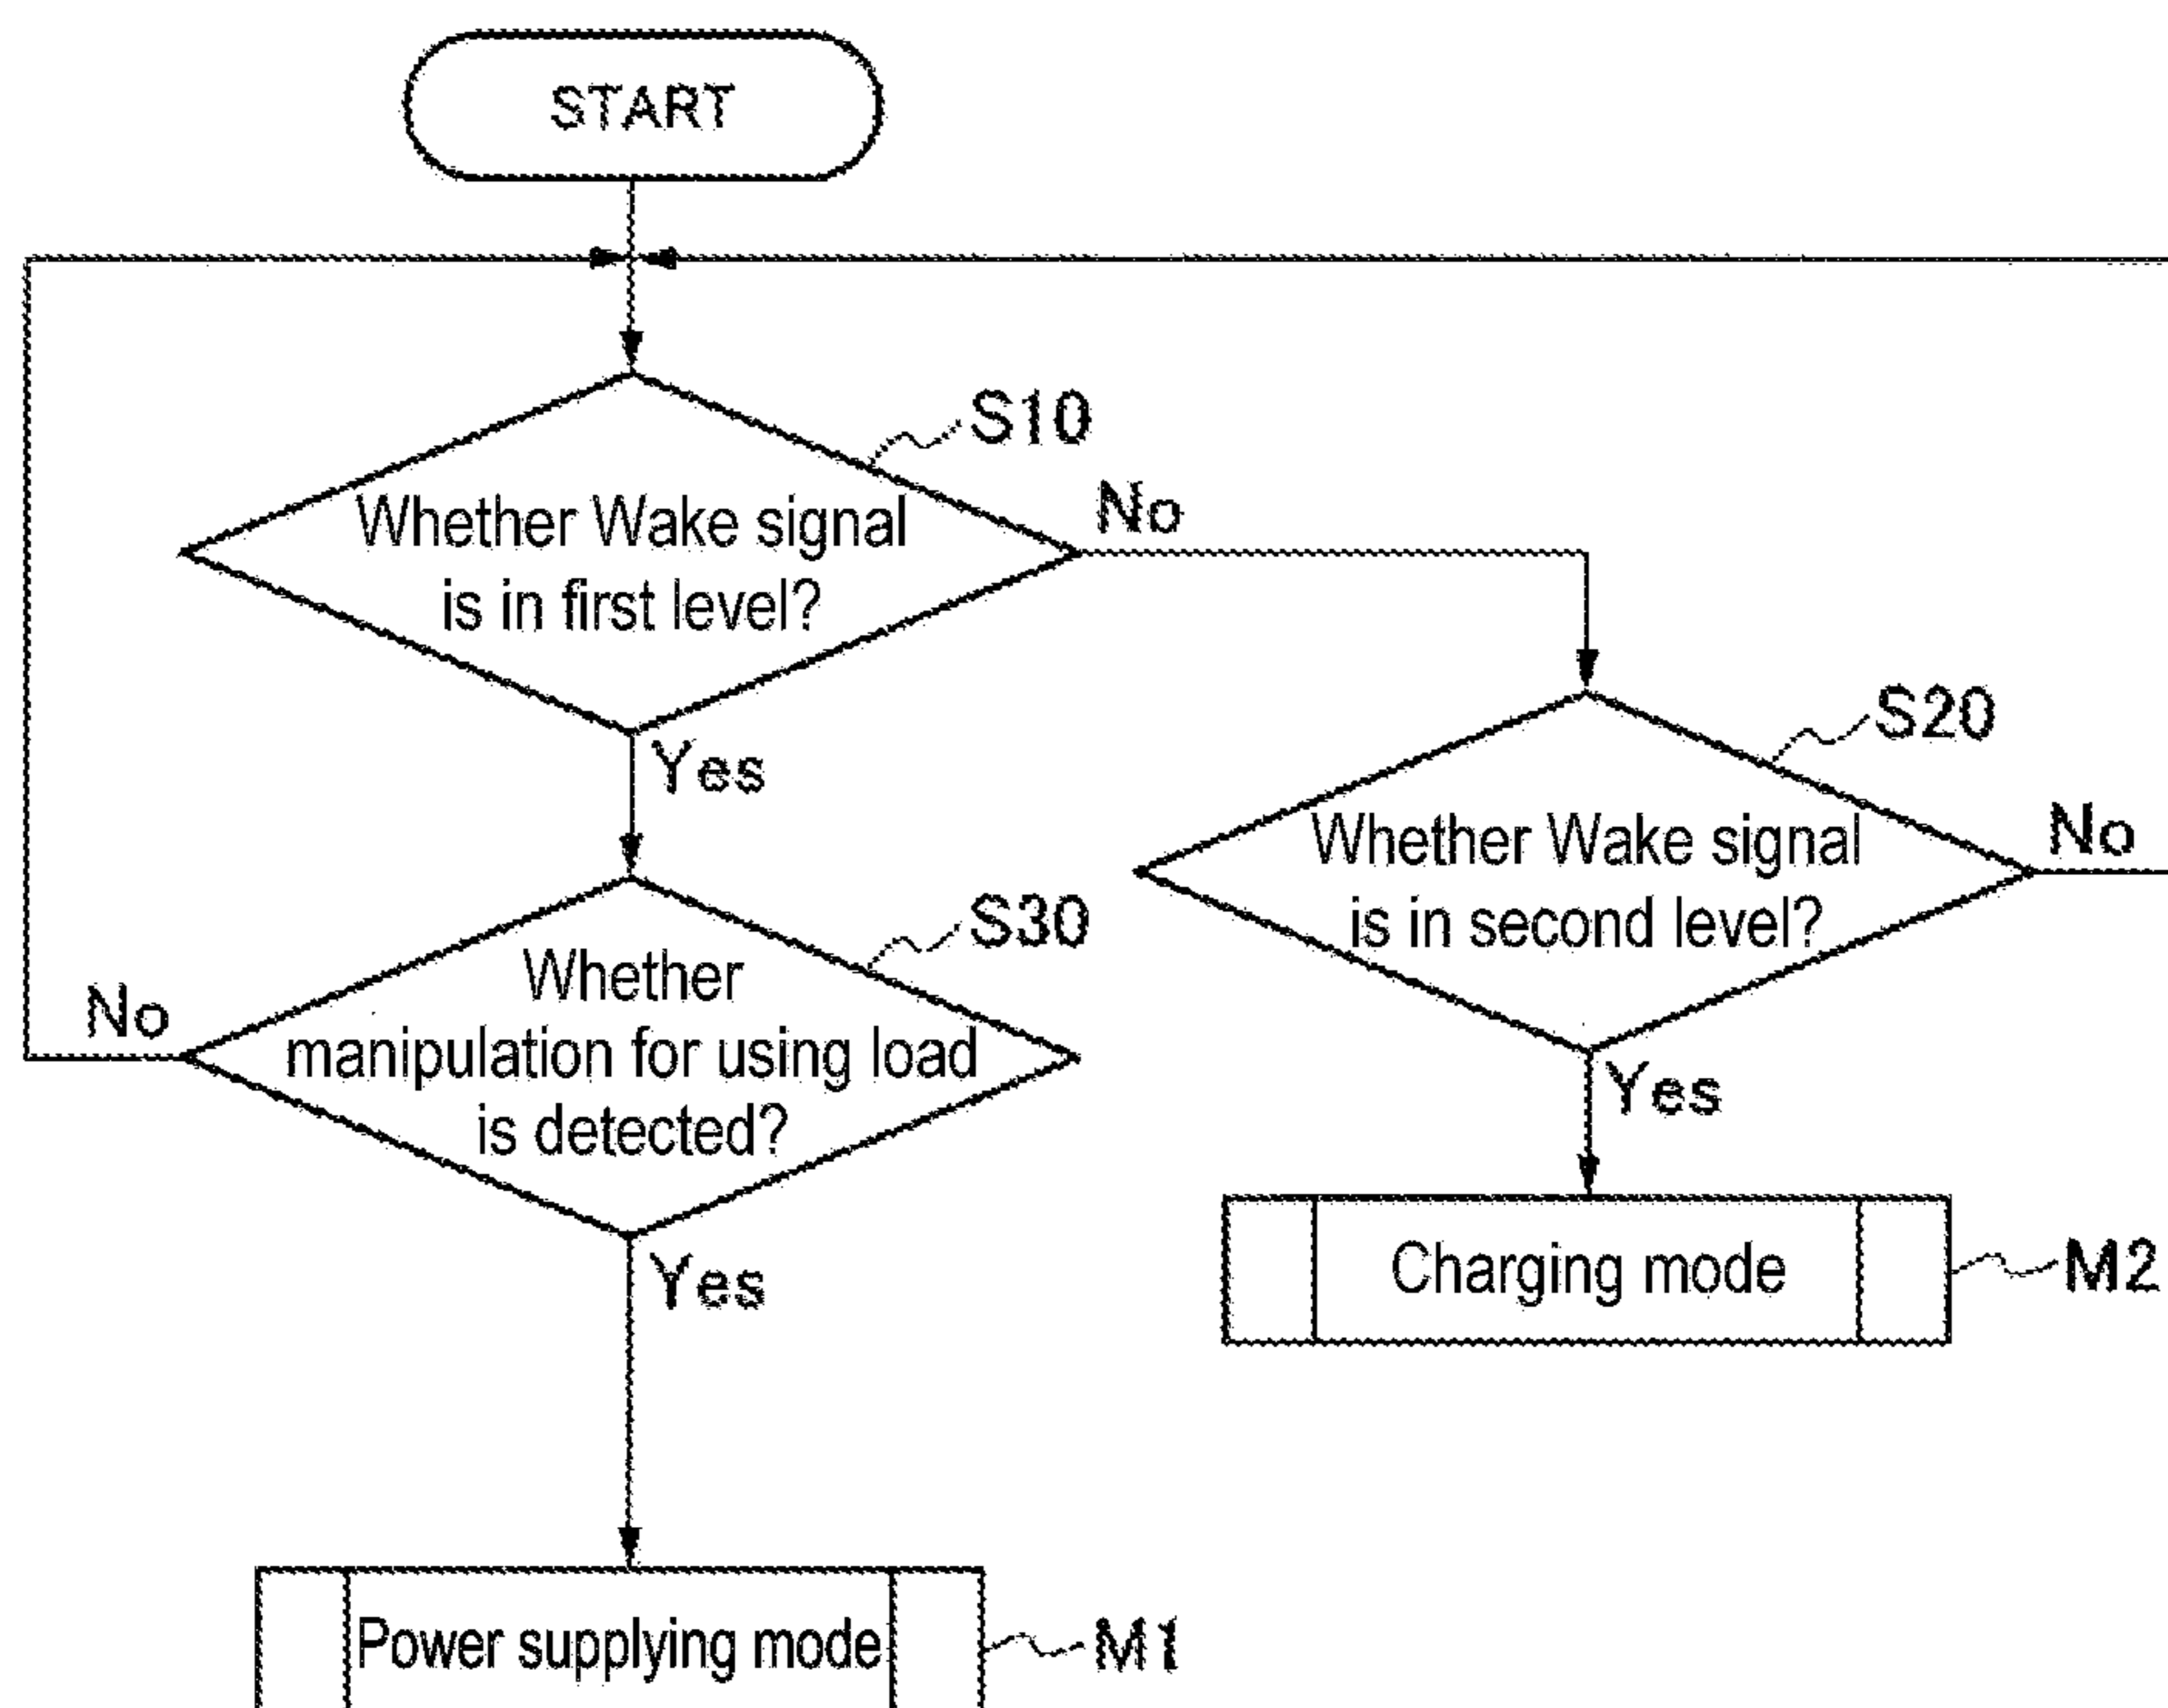 START
S10
Whether Wake signal
is in first level?
No
Yes
S20
Whether Wake signal
is in second level?
No
Yes
S30
Whether
manipulation for using load
is detected?
No
Yes
Charging mode
M2
Power supplying mode
M1